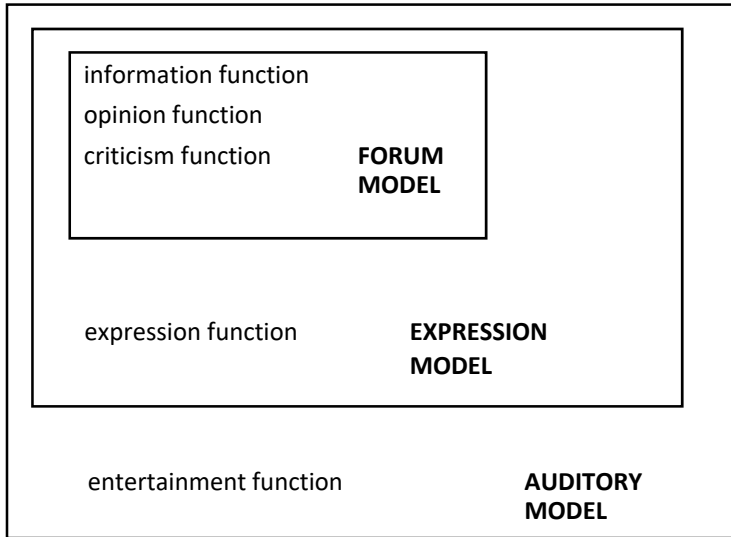 information function
opinion function
criticism function FORUM
MODEL
expression function EXPRESSION
MODEL
entertainment function AUDITORY
MODEL